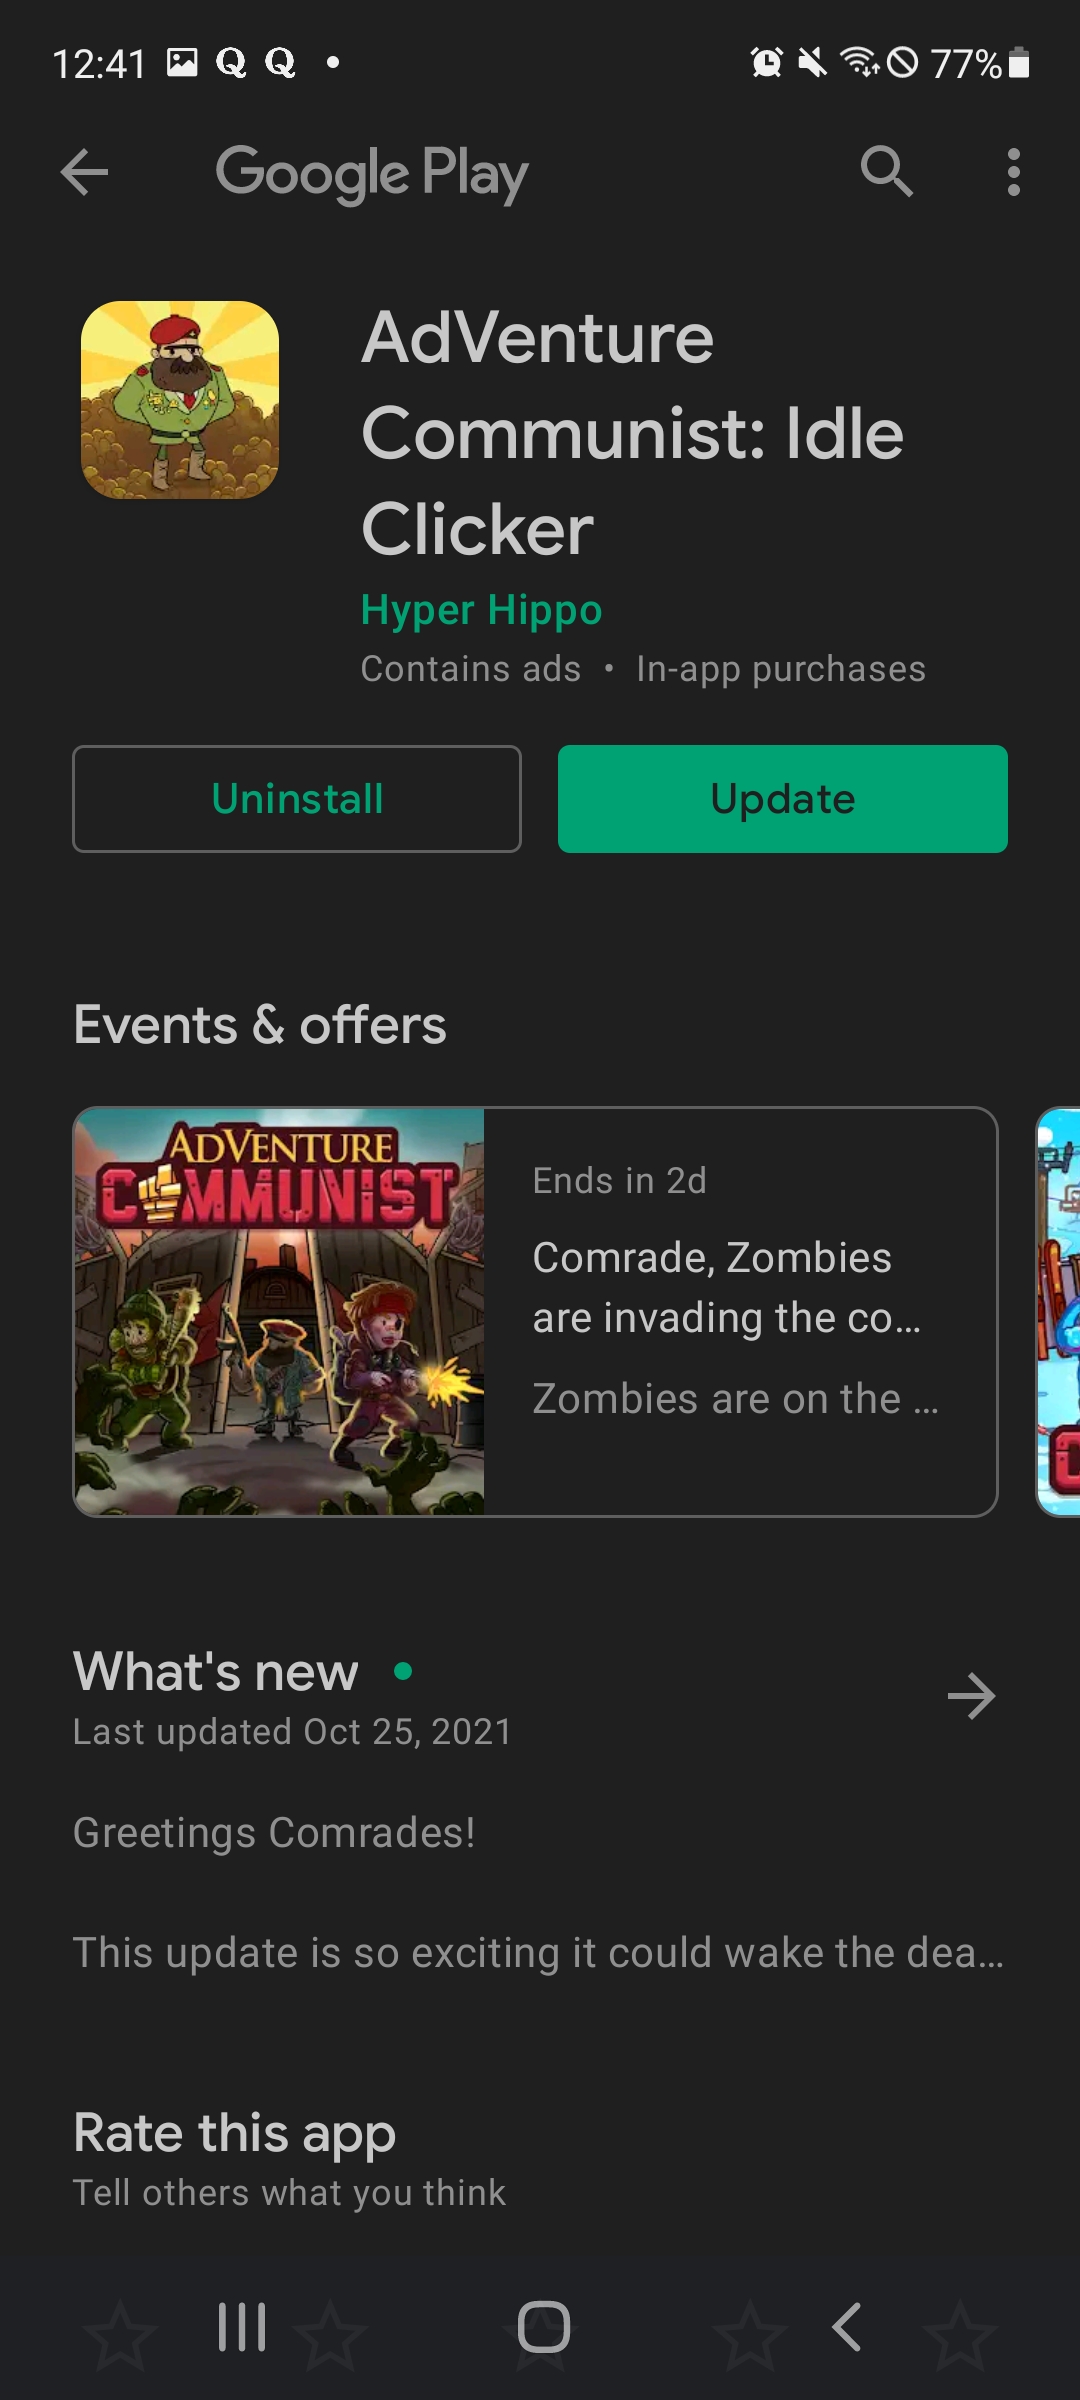 12:41
77%
Google Play
AdVenture
Communist: Idle
Clicker
Hyper Hippo
Contains ads • In-app purchases
Uninstall
Update
Events & offers
ADVENTURE
COMMUNIST
Ends in 2d
Comrade, Zombies
are invading the co...
Zombies are on the ...
What's new
Last updated Oct 25, 2021
Greetings Comrades!
This update is so exciting it could wake the dea...
Rate this app
Tell others what you think